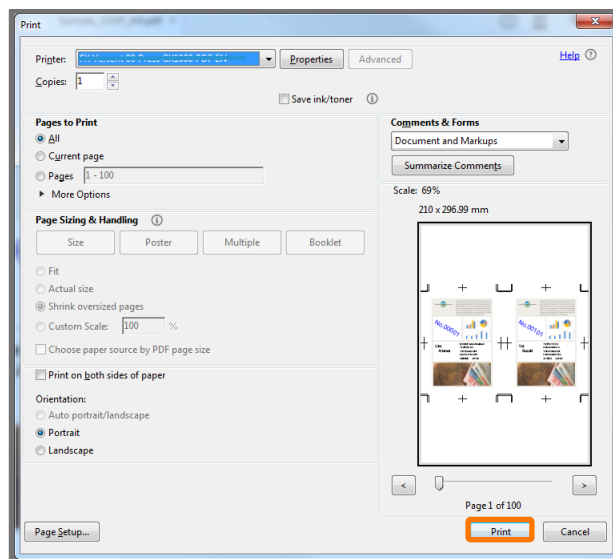 Print
Printer:
Properties
Advanced
Help
Copies: 1
Save ink/toner
Pages to Print
All
Current page
Pages 1 - 100
More Options
Comments & Forms
Document and Markups
Summarize Comments
Scale: 69%
210 x 296.99 mm
Page Sizing & Handling
Size Poster Multiple Booklet
Fit
Actual size
Shrink oversized pages
Custom Scale: 100 %
Choose paper source by PDF page size
Print on both sides of paper
Orientation:
Auto portrait/landscape
Portrait
Landscape
No.00001 No.00101
< >
Page 1 of 100
Page Setup... Print Cancel